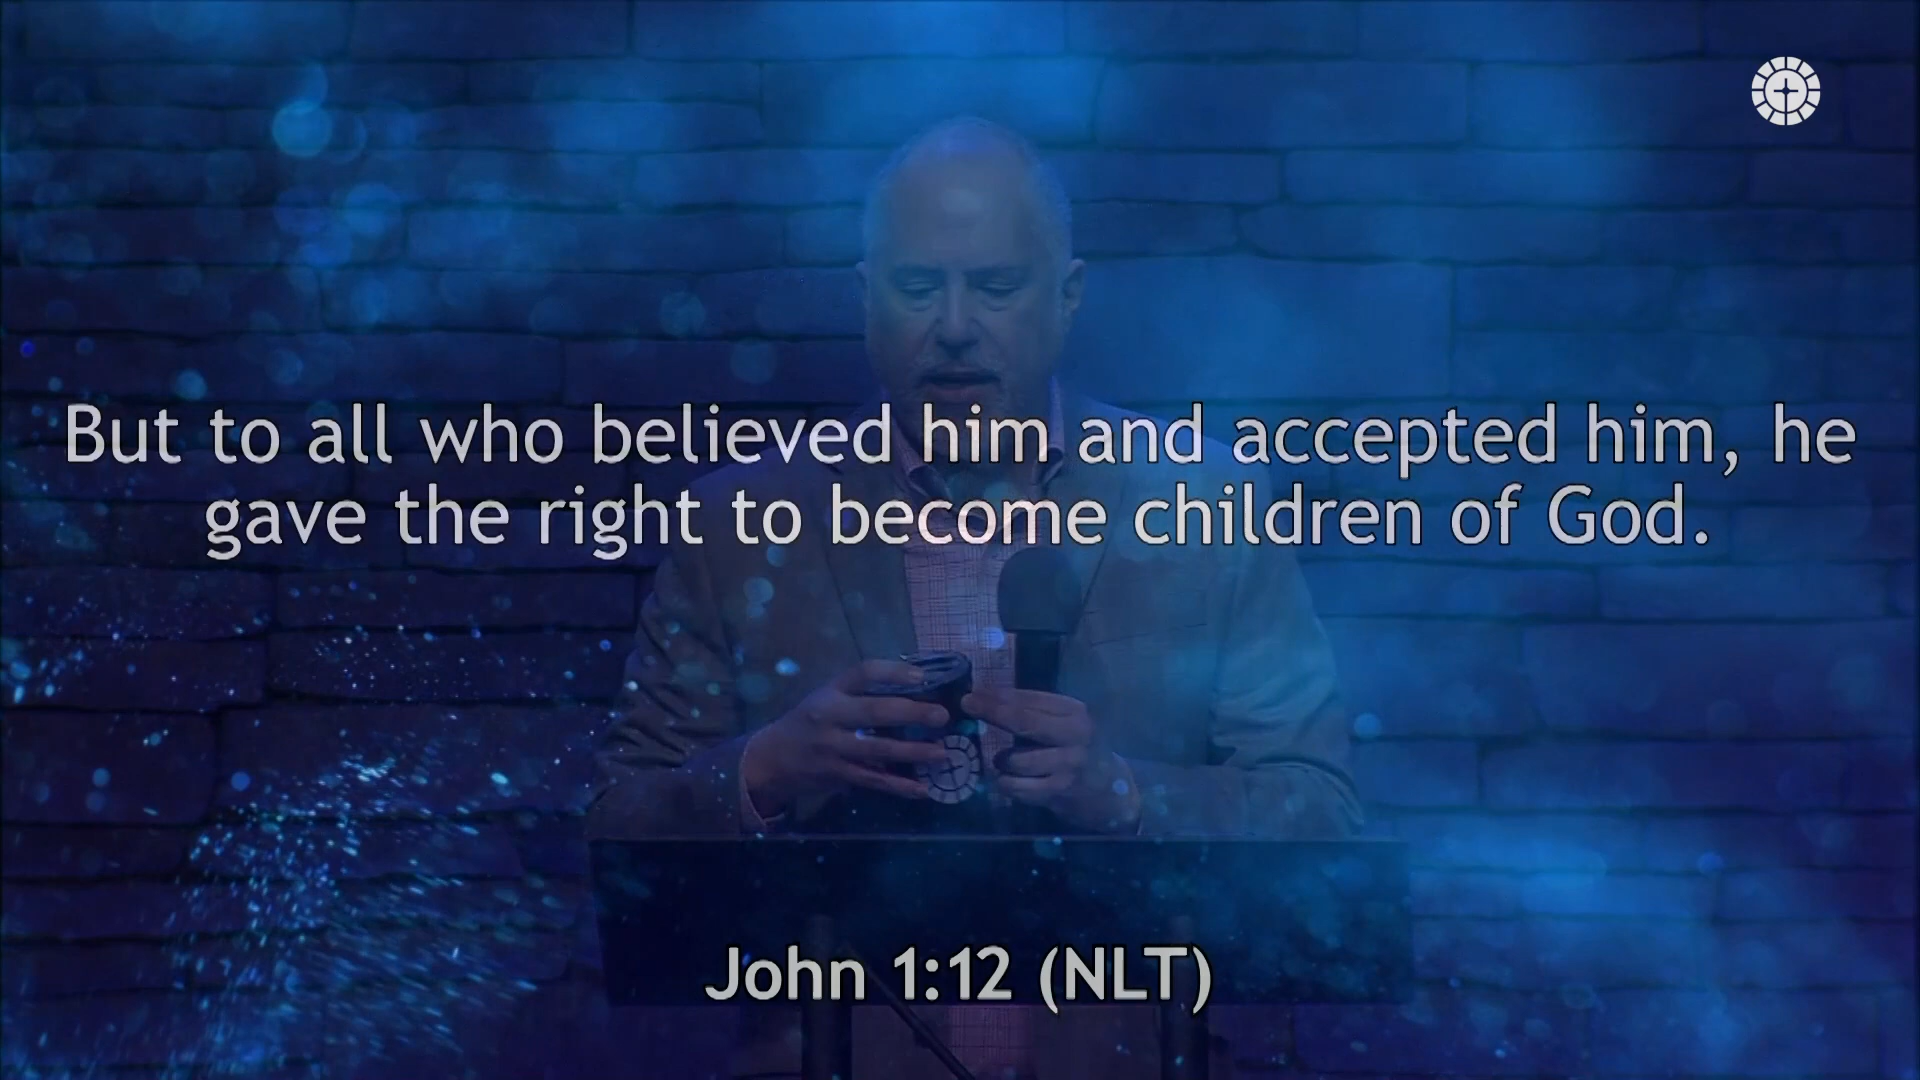 But to all who believed him and accepted him, he
gave the right to become children of God.
John 1:12 (NLT)